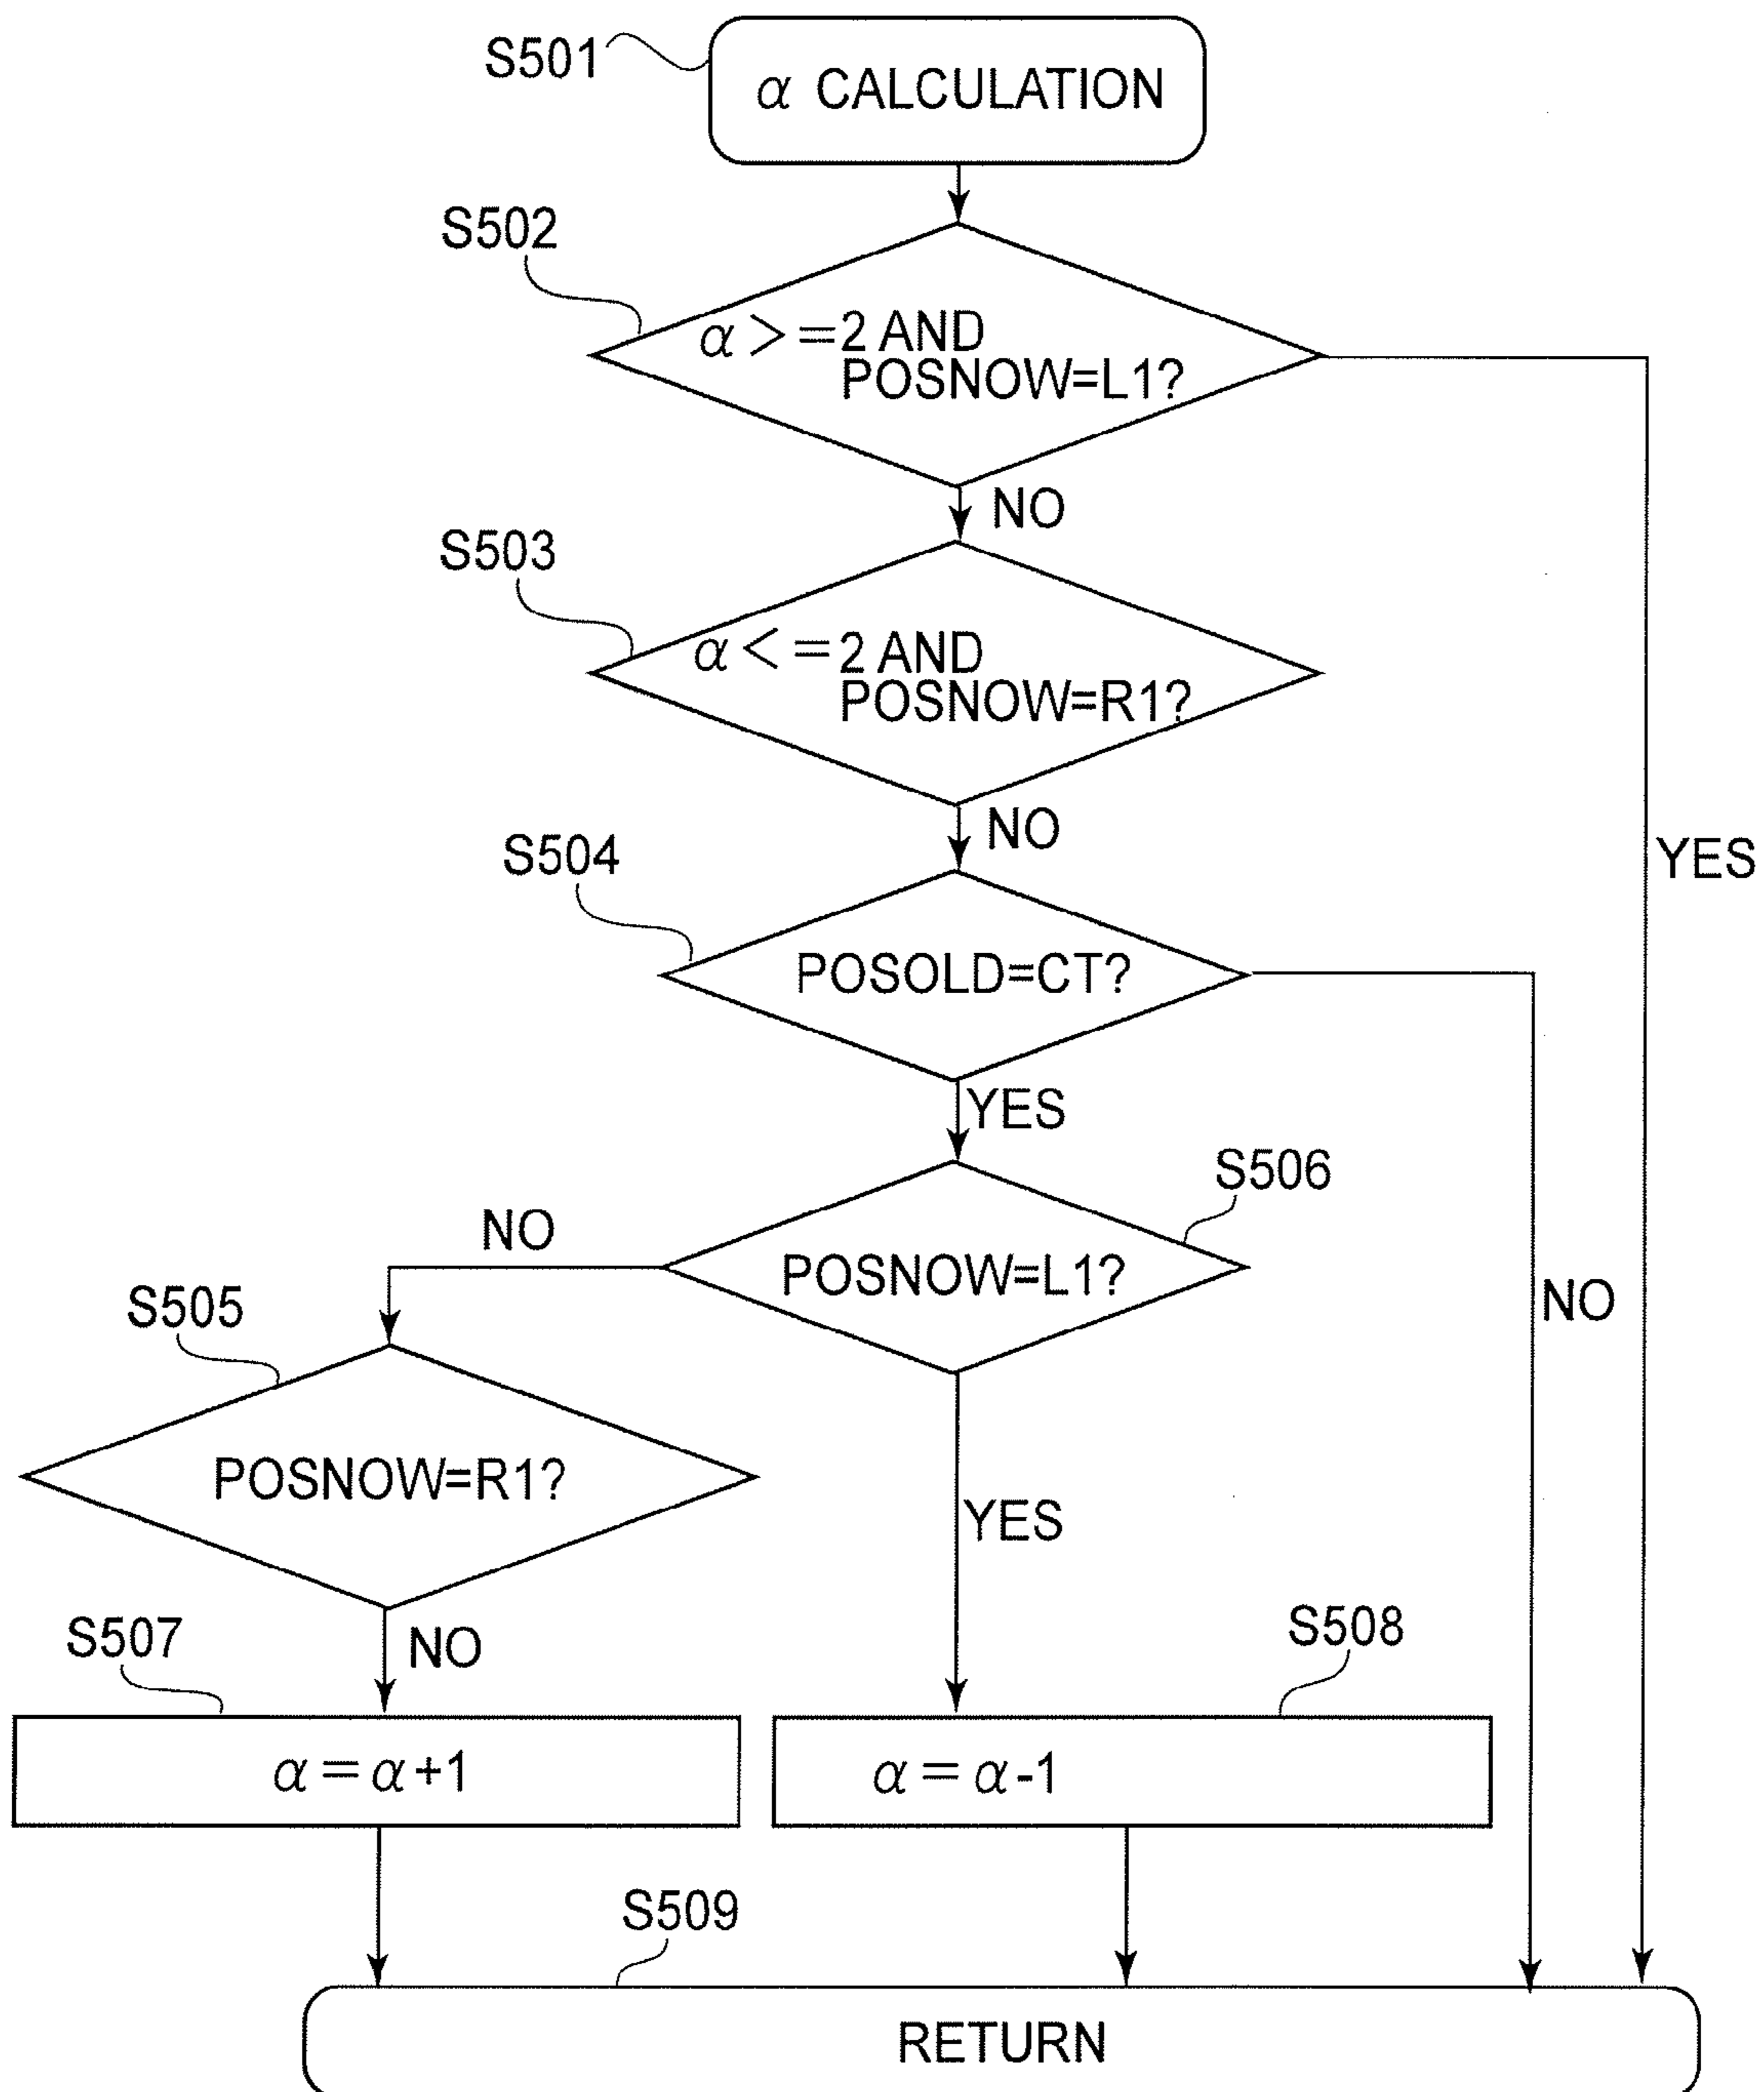 S501
α CALCULATION
S502
α >=2 AND
POSNOW=L1?
NO
S503
α <=2 AND
POSNOW=R1?
NO
YES
S504
POSOLD=CT?
YES
S506
NO
POSNOW=L1?
NO
S505
POSNOW=R1?
YES
S507
NO
S508
α = α+1
α = α-1
S509
RETURN